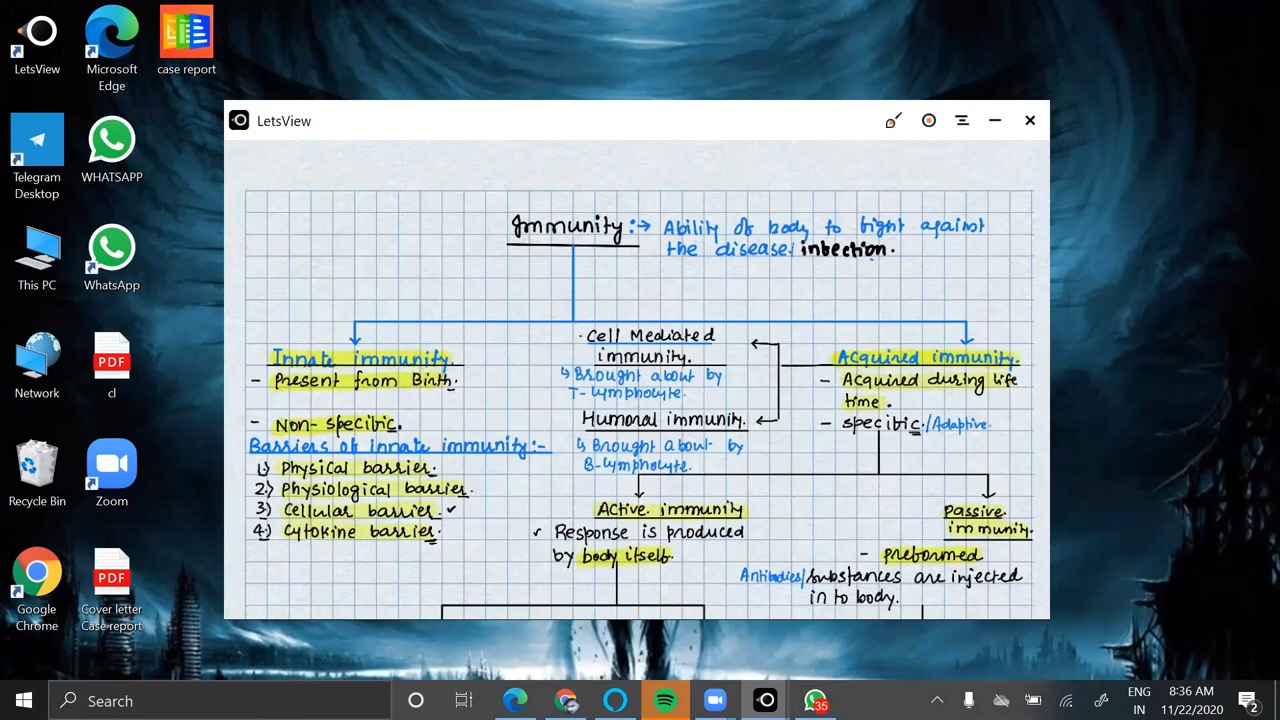 LetsView
Microsoft
Edge
case report
Telegram
Desktop
WHATSAPP
This PC
WhatsApp
Network
PDF
cl
Recycle Bin
Zoom
Google
Chrome
PDF
Cover letter
Case report
LetsView
Immunity :→ Ability of body to fight against
the disease/ infection.
Innate immunity.
- Present from Birth.
- Non-specific.
Barriers of innate immunity:-
1) Physical barrier.
2) Physiological barrier.
3) Cellular barrier. ✓
4) Cytokine barrier.
Cell Mediated
immunity.
↳ Brought about by
T-lymphocyte.
Humoral immunity.
↳ Brought about by
B-lymphocyte.
Acquired immunity.
- Acquired during life
time.
- specific./Adaptive.
Active immunity
✓ Response is produced
by body itself.
Passive
immunity.
- preformed
Antibodies/substances are injected
in to body.
Search
35
ENG
IN
8:36 AM
11/22/2020
2